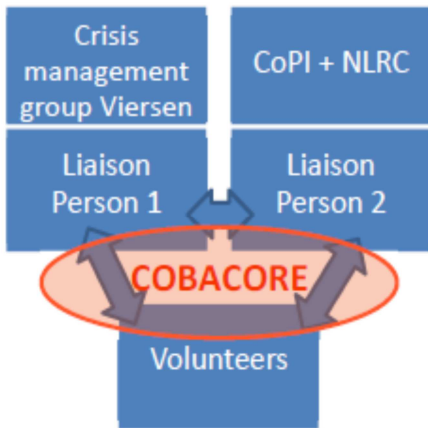 Crisis
management
group Viersen
CoPI + NLRC
Liaison
Person 1
Liaison
Person 2
COBACORE
Volunteers